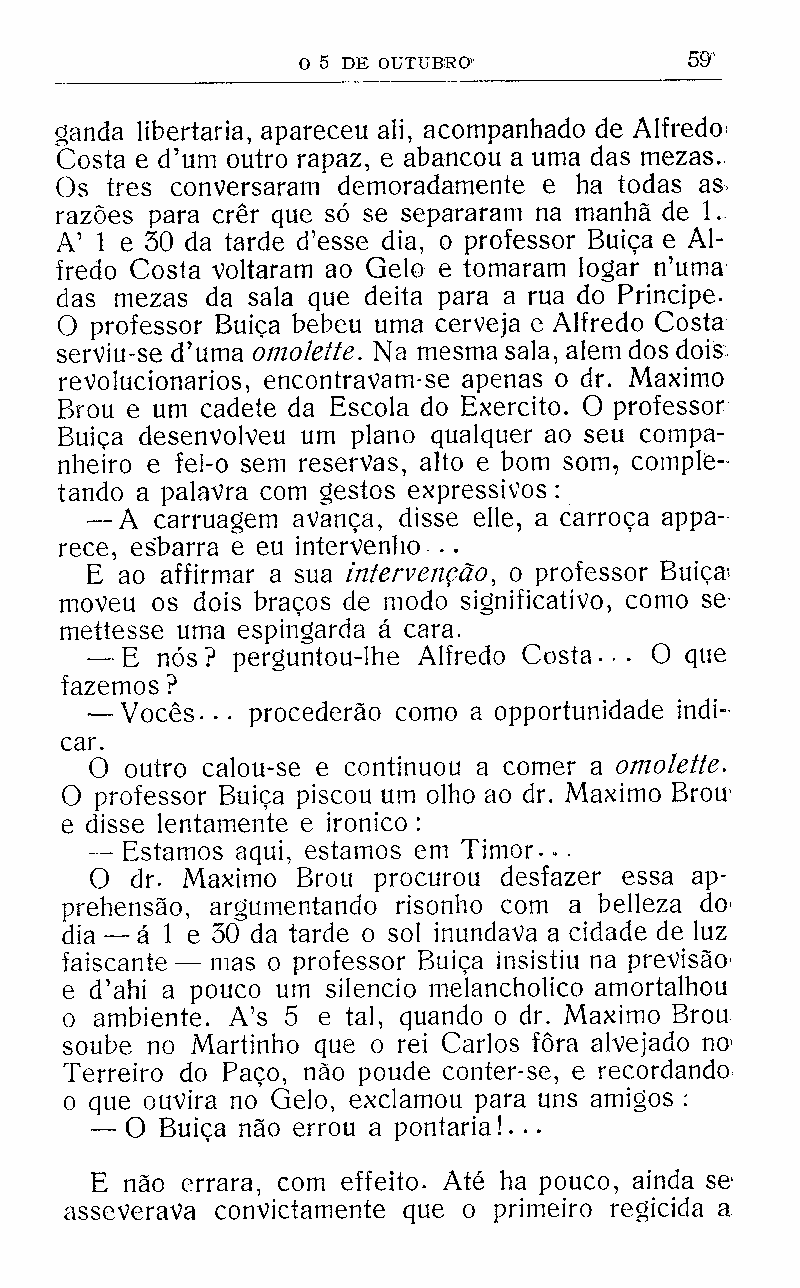 O 5 DE OUTUBRO 59
ganda libertaria, apareceu ali, acompanhado de Alfredo
Costa e d'um outro rapaz, e abancou a uma das mezas.
Os tres conversaram demoradamente e ha todas as
razões para crêr que só se separaram na manhã de 1.
A' 1 e 30 da tarde d'esse dia, o professor Buiça e Al-
fredo Costa voltaram ao Gelo e tomaram logar n'uma
das mezas da sala que deita para a rua do Principe.
O professor Buiça bebeu uma cerveja e Alfredo Costa
serviu-se d'uma omolette. Na mesma sala, alem dos dois
revolucionarios, encontravam-se apenas o dr. Maximo
Brou e um cadete da Escola do Exercito. O professor
Buiça desenvolveu um plano qualquer ao seu compa-
nheiro e fel-o sem reservas, alto e bom som, comple-
tando a palavra com gestos expressivos:
— A carruagem avança, disse elle, a carroça appa-
rece, esbarra e eu intervenho...
E ao affirmar a sua intervenção, o professor Buiça
moveu os dois braços de modo significativo, como se
mettesse uma espingarda á cara.
— E nós? perguntou-lhe Alfredo Costa... O que
fazemos?
— Vocês... procederão como a opportunidade indi-
car.
O outro calou-se e continuou a comer a omolette.
O professor Buiça piscou um olho ao dr. Maximo Brou
e disse lentamente e ironico:
— Estamos aqui, estamos em Timor...
O dr. Maximo Brou procurou desfazer essa ap-
prehensão, argumentando risonho com a belleza do
dia — á 1 e 30 da tarde o sol inundava a cidade de luz
faiscante — mas o professor Buiça insistiu na previsão
e d'ahi a pouco um silencio melancholico amortalhou
o ambiente. A's 5 e tal, quando o dr. Maximo Brou
soube no Martinho que o rei Carlos fôra alvejado no
Terreiro do Paço, não poude conter-se, e recordando
o que ouvira no Gelo, exclamou para uns amigos:
— O Buiça não errou a pontaria!...
E não errara, com effeito. Até ha pouco, ainda se
asseverava convictamente que o primeiro regicida a